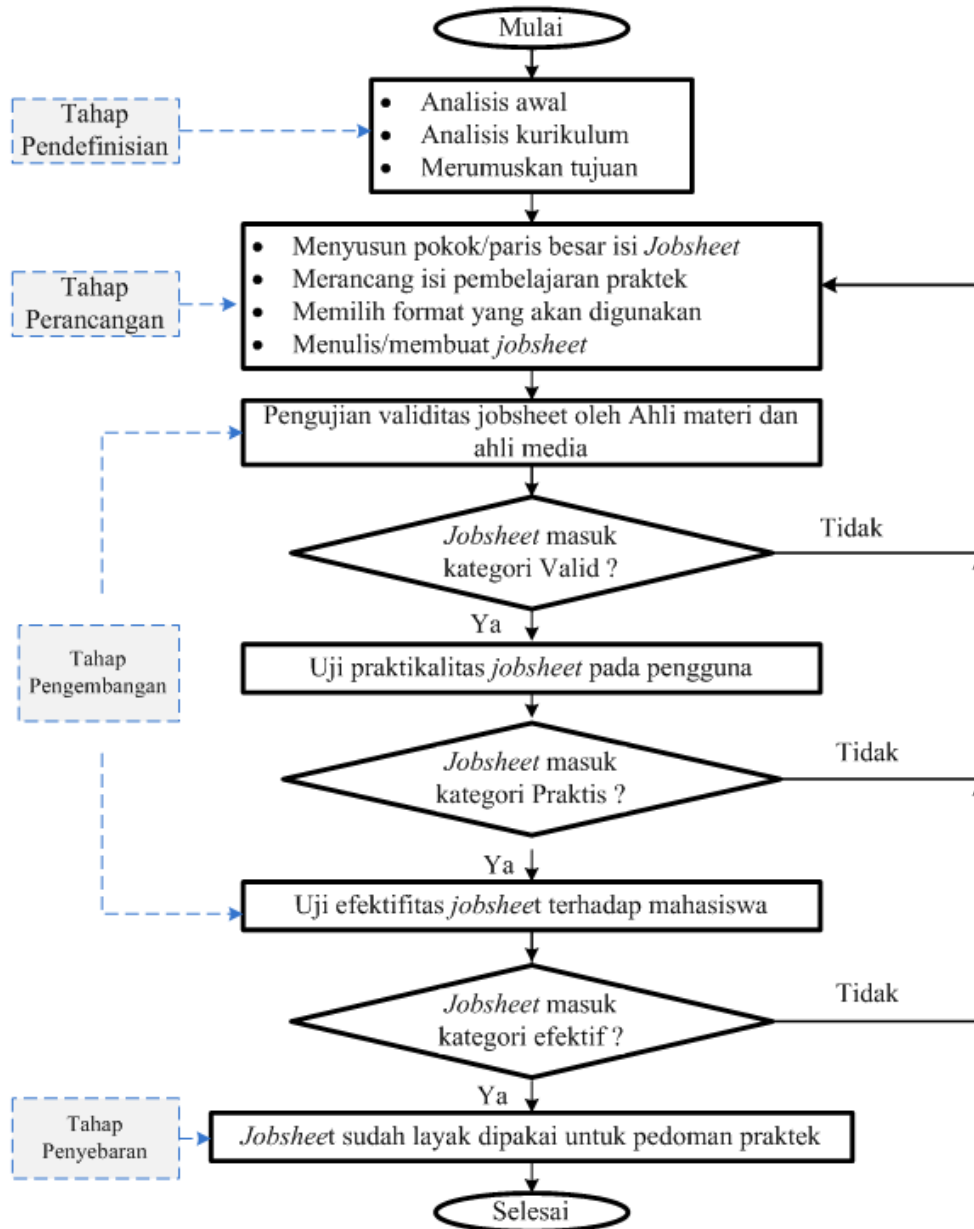 Mulai
Tahap
Pendefinisian
• Analisis awal
• Analisis kurikulum
• Merumuskan tujuan
Tahap
Perancangan
• Menyusun pokok/paris besar isi Jobsheet
• Merancang isi pembelajaran praktek
• Memilih format yang akan digunakan
• Menulis/membuat jobsheet
Pengujian validitas jobsheet oleh Ahli materi dan
ahli media
Jobsheet masuk
kategori Valid ?
Tidak
Ya
Tahap
Pengembangan
Uji praktikalitas jobsheet pada pengguna
Jobsheet masuk
kategori Praktis ?
Tidak
Ya
Uji efektifitas jobsheet terhadap mahasiswa
Jobsheet masuk
kategori efektif ?
Tidak
Ya
Tahap
Penyebaran
Jobsheet sudah layak dipakai untuk pedoman praktek
Selesai